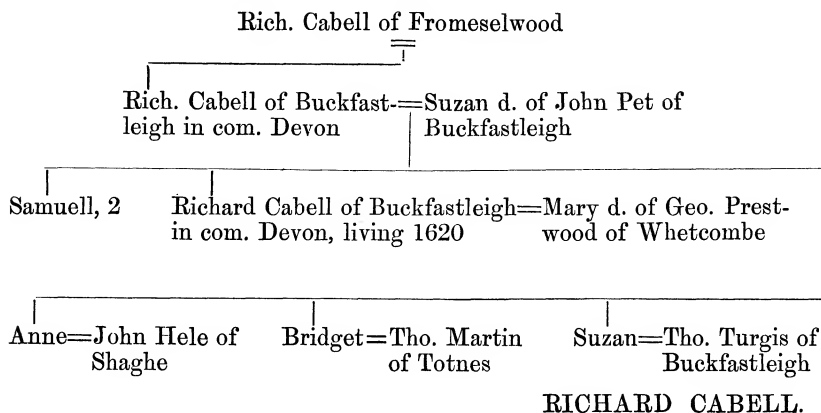 Rich. Cabell of Fromeselwood
Rich. Cabell of Buckfast-=Suzan d. of John Pet of
leigh in com. Devon Buckfastleigh
Samuell, 2 Richard Cabell of Buckfastleigh=Mary d. of Geo. Prest-
in com. Devon, living 1620 wood of Whetcombe
Anne=John Hele of Bridget=Tho. Martin Suzan=Tho. Turgis of
Shaghe of Totnes Buckfastleigh
RICHARD CABELL.